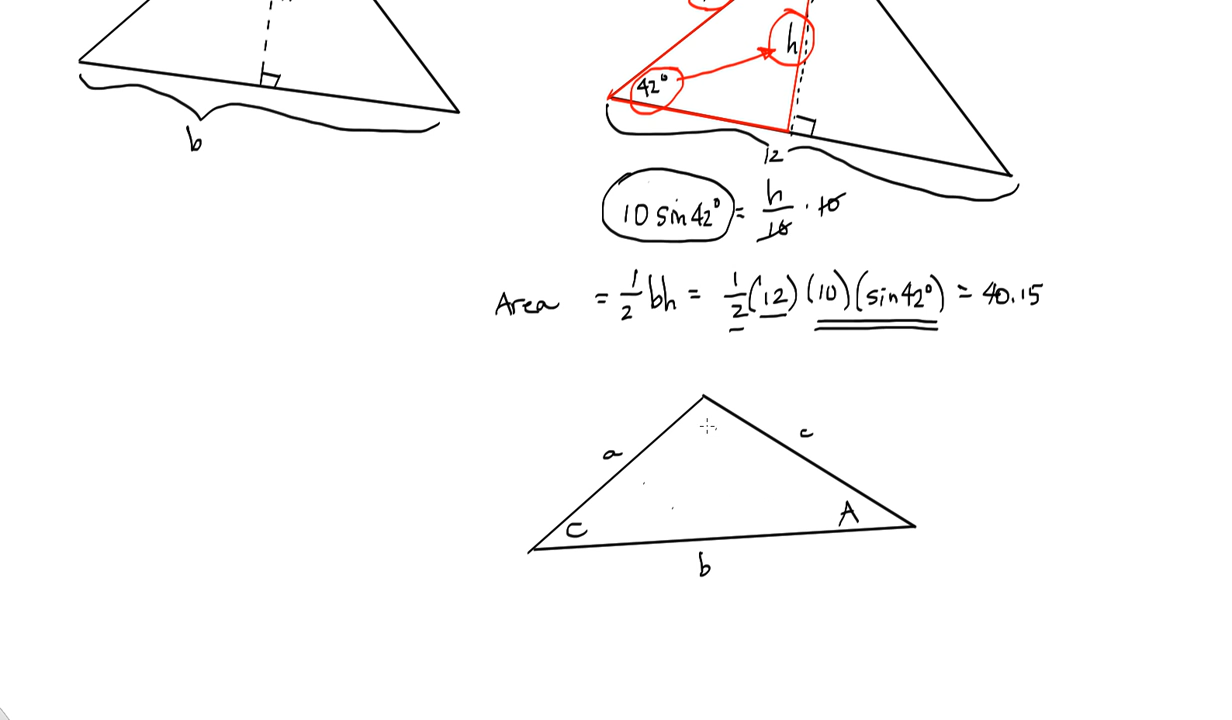 h
42°
b
12
10 sin 42° = h/10 · 10
Area = 1/2 bh = 1/2 (12) (10) (sin 42°) = 40.15
a
c
C
A
b